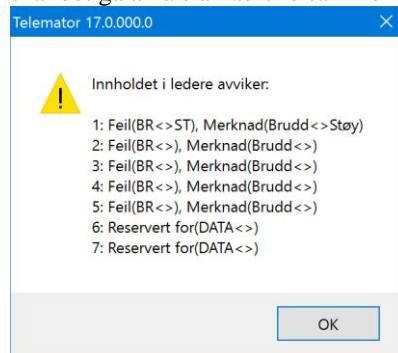 Telemator 17.0.000.0
Innholdet i ledere avviker:
1: Feil(BR<>ST), Merknad(Brudd<>Støy)
2: Feil(BR<>), Merknad(Brudd<>)
3: Feil(BR<>), Merknad(Brudd<>)
4: Feil(BR<>), Merknad(Brudd<>)
5: Feil(BR<>), Merknad(Brudd<>)
6: Reservert for(DATA<>)
7: Reservert for(DATA<>)
OK